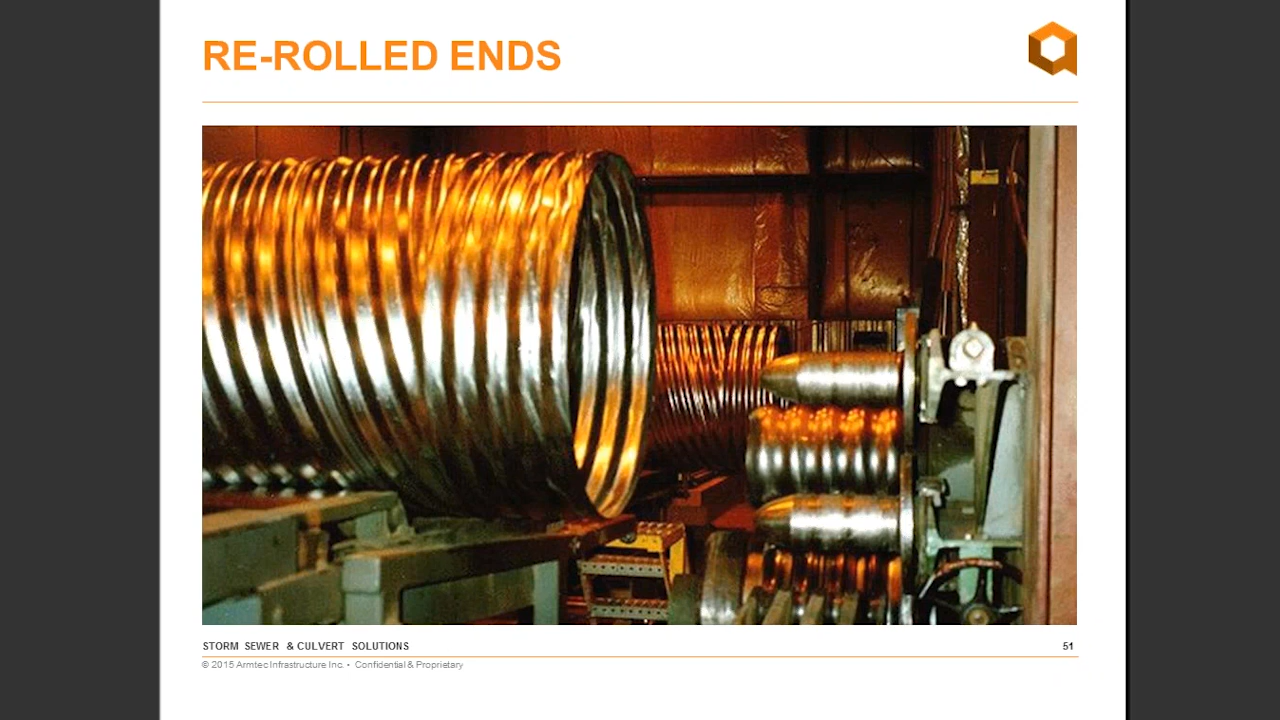 RE-ROLLED ENDS
STORM SEWER & CULVERT SOLUTIONS 51
© 2015 Armtec Infrastructure Inc. • Confidential & Proprietary